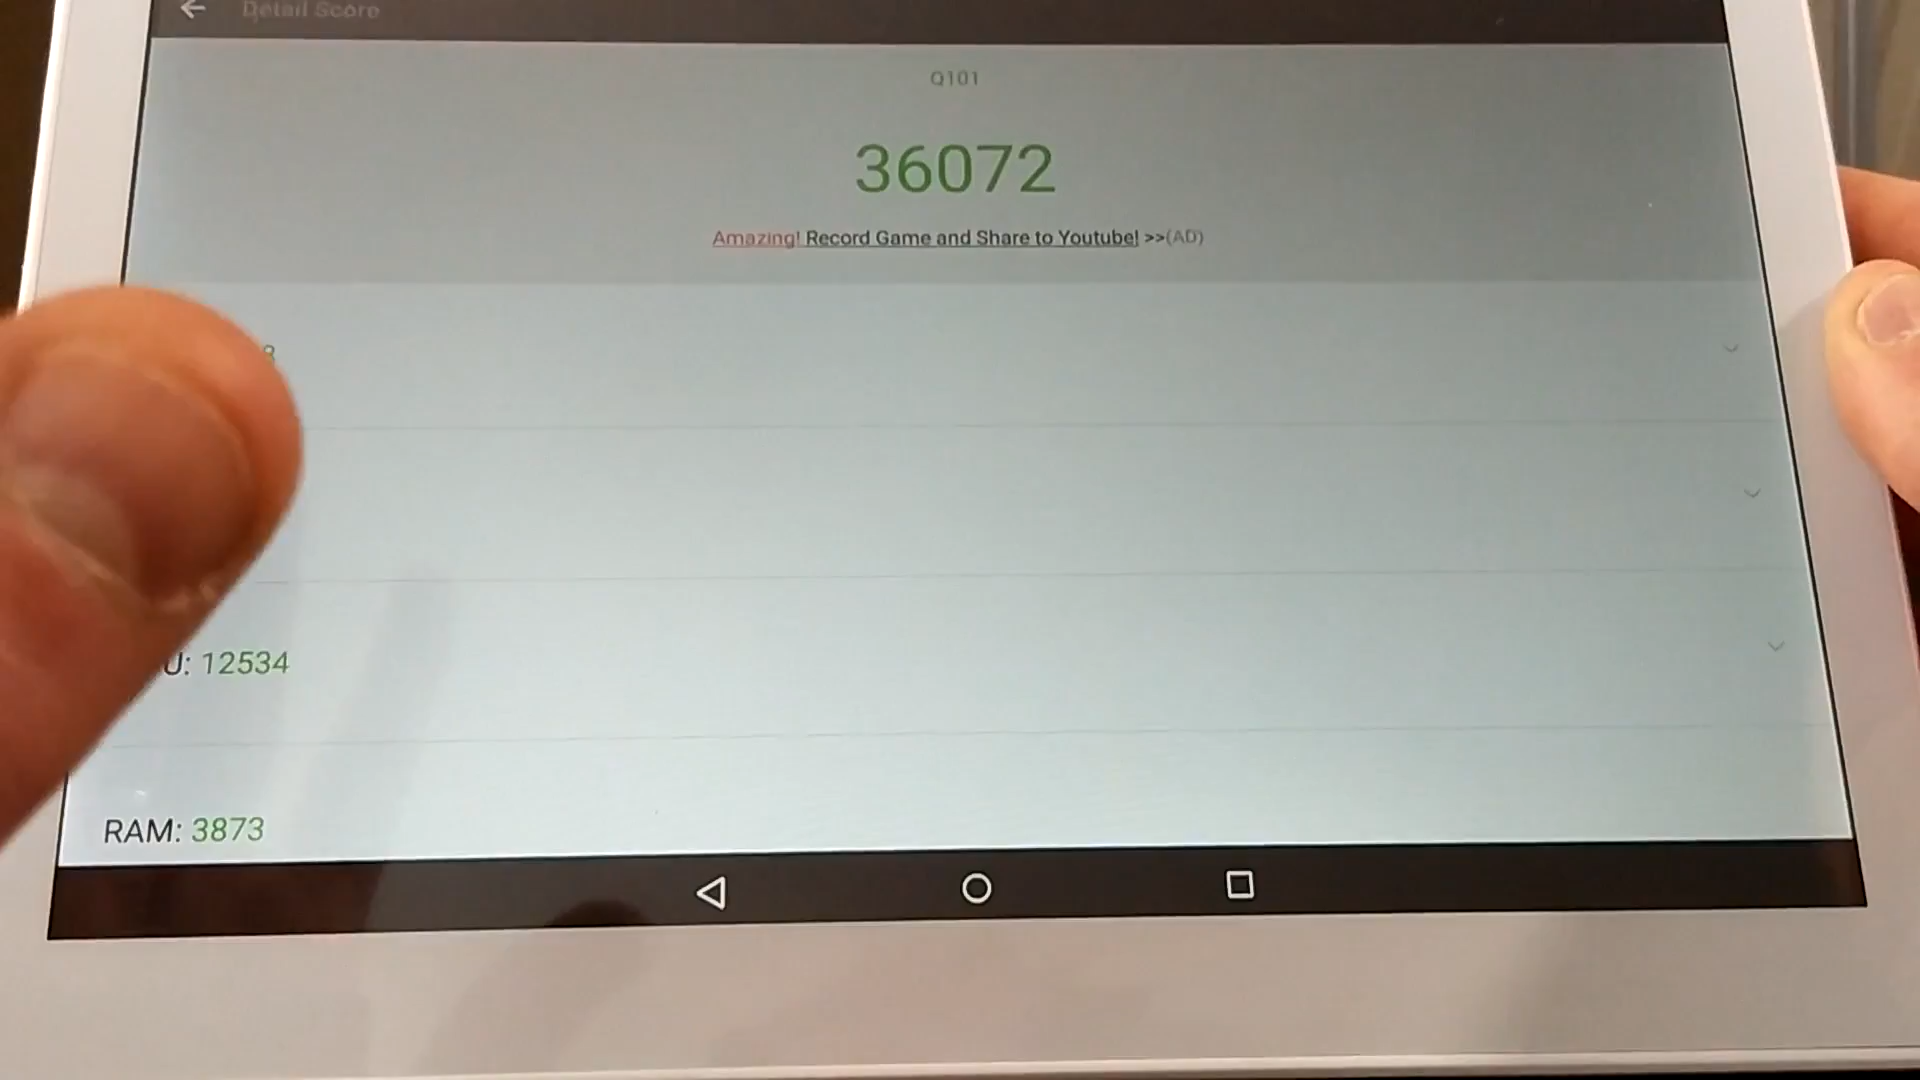 Detail Score
Q101
36072
Amazing! Record Game and Share to Youtube! >>(AD)
U: 12534
RAM: 3873